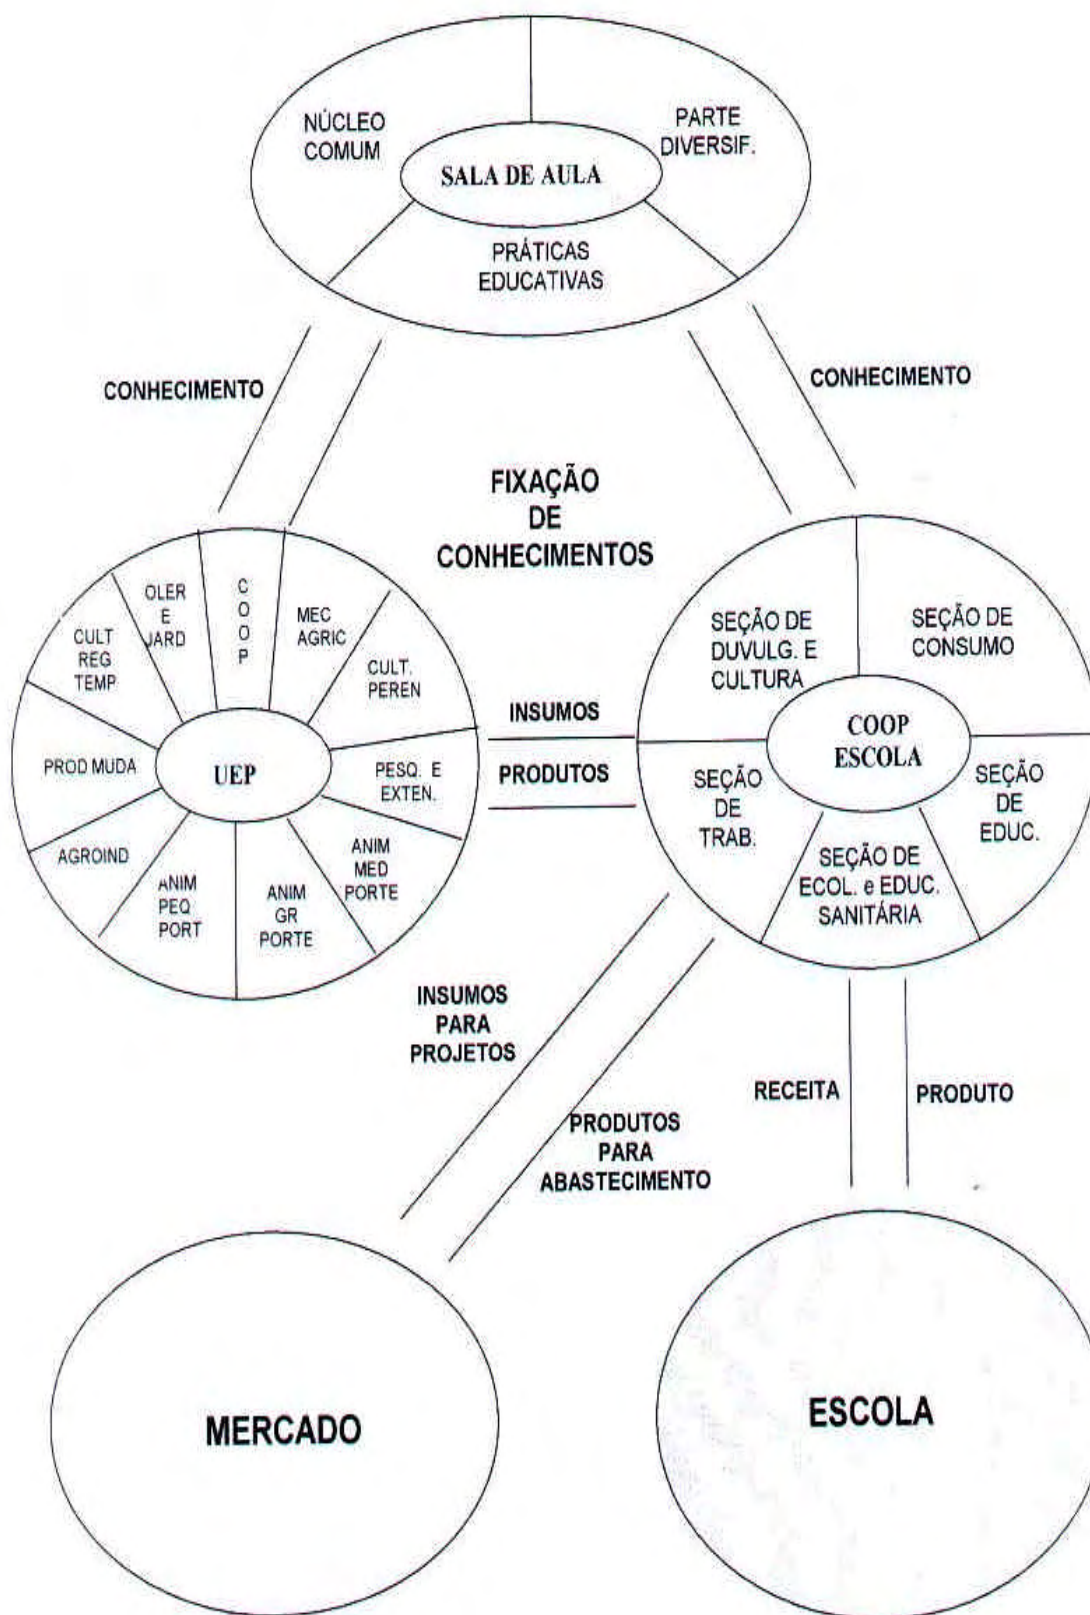 NÚCLEO
COMUM
PARTE
DIVERSIF.
SALA DE AULA
PRÁTICAS
EDUCATIVAS
CONHECIMENTO
CONHECIMENTO
FIXAÇÃO
DE
CONHECIMENTOS
CULT
REG
TEMP
OLER
E
JARD
C
O
O
P
MEC
AGRIC
CULT.
PEREN
PROD MUDA
UEP
PESQ. E
EXTEN.
AGROIND
ANIM
PEQ
PORT
ANIM
GR
PORTE
ANIM
MED
PORTE
INSUMOS
PRODUTOS
SEÇÃO DE
DUVULG. E
CULTURA
SEÇÃO DE
CONSUMO
COOP
ESCOLA
SEÇÃO
DE
TRAB.
SEÇÃO DE
ECOL. e EDUC.
SANITÁRIA
SEÇÃO
DE
EDUC.
INSUMOS
PARA
PROJETOS
PRODUTOS
PARA
ABASTECIMENTO
RECEITA
PRODUTO
MERCADO
ESCOLA